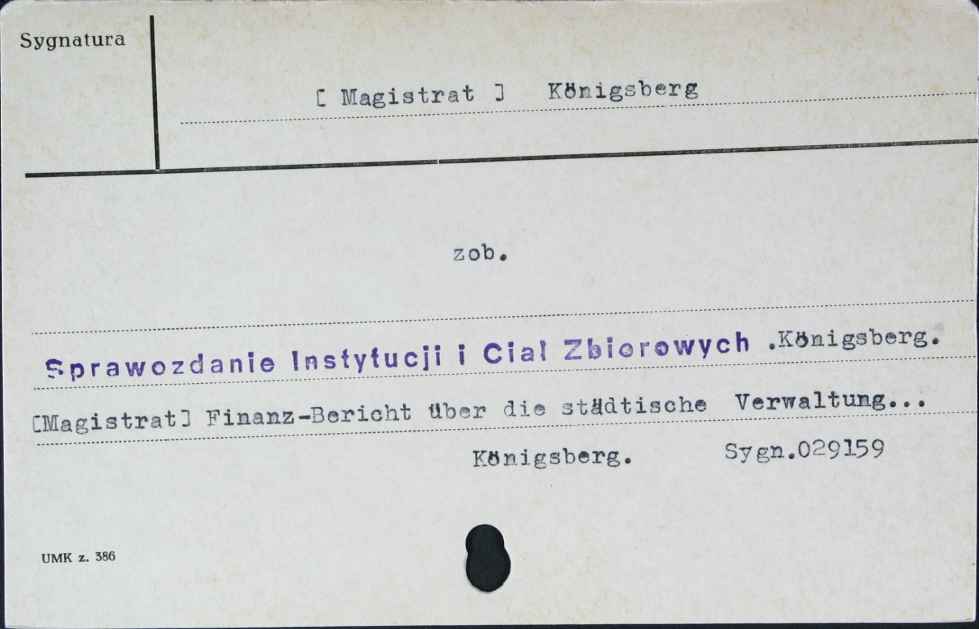 Sygnatura
[ Magistrat ] Königsberg
zob.
Sprawozdanie Instytucji i Ciał Zbiorowych .Königsberg.
[Magistrat] Finanz-Bericht über die städtische Verwaltung...
Königsberg. Sygn.029159
UMK z. 386